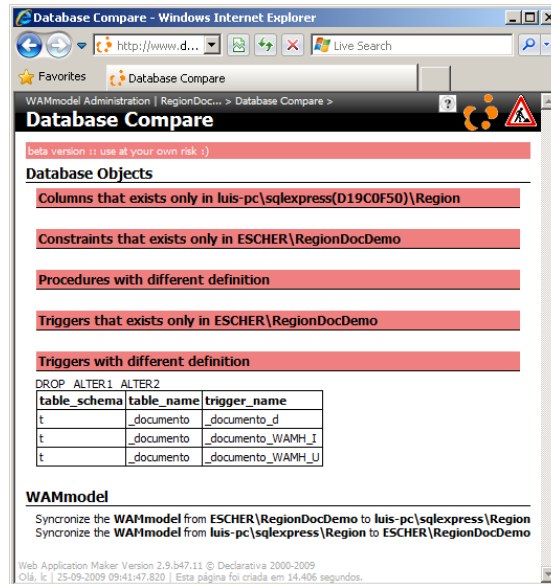 Database Compare - Windows Internet Explorer
http://www.d...
Live Search
Favorites
Database Compare
WAMmodel Administration | RegionDoc... > Database Compare >
?
Database Compare
beta version :: use at your own risk :)
Database Objects
Columns that exists only in luis-pc\sqlexpress(D19C0F50)\Region
Constraints that exists only in ESCHER\RegionDocDemo
Procedures with different definition
Triggers that exists only in ESCHER\RegionDocDemo
Triggers with different definition
DROP ALTER1 ALTER2
table_schema table_name trigger_name
t _documento _documento_d
t _documento _documento_WAMH_I
t _documento _documento_WAMH_U
WAMmodel
Syncronize the WAMmodel from ESCHER\RegionDocDemo to luis-pc\sqlexpress\Region
Syncronize the WAMmodel from luis-pc\sqlexpress\Region to ESCHER\RegionDocDemo
Web Application Maker Version 2.9.b47.11 © Declarativa 2000-2009
Olá, lc | 25-09-2009 09:41:47.820 | Esta página foi criada em 14.406 segundos.